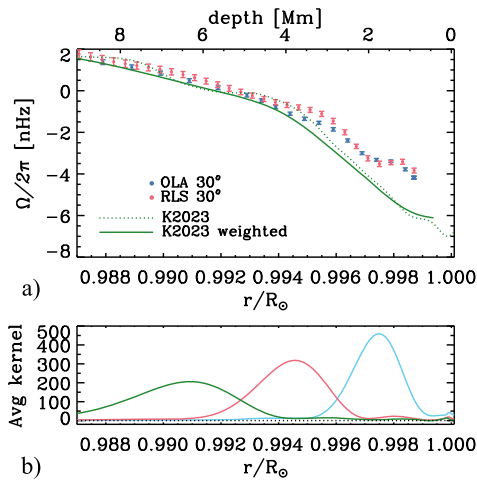 depth [Mm]
8 6 4 2 0
2
0
-2
-4
-6
-8
Ω/2π [nHz]
OLA 30°
RLS 30°
K2023
K2023 weighted
0.988 0.990 0.992 0.994 0.996 0.998 1.000
a)
r/R☉
500
400
300
200
100
0
Avg kernel
0.988 0.990 0.992 0.994 0.996 0.998 1.000
b)
r/R☉